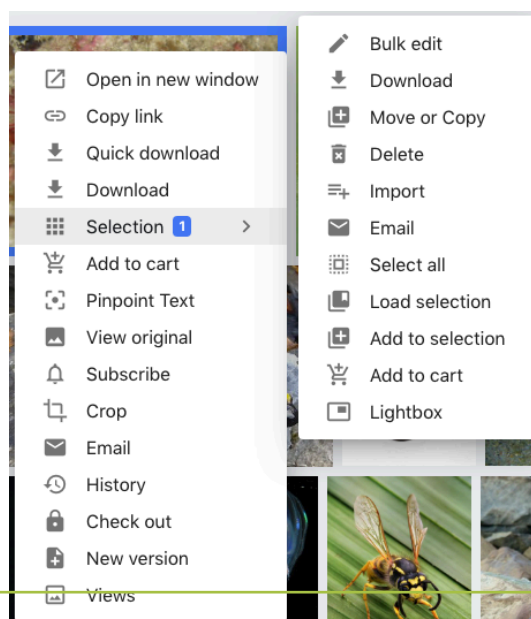 Open in new window
Copy link
Quick download
Download
Selection 1
Add to cart
Pinpoint Text
View original
Subscribe
Crop
Email
History
Check out
New version
Views
Bulk edit
Download
Move or Copy
Delete
Import
Email
Select all
Load selection
Add to selection
Add to cart
Lightbox